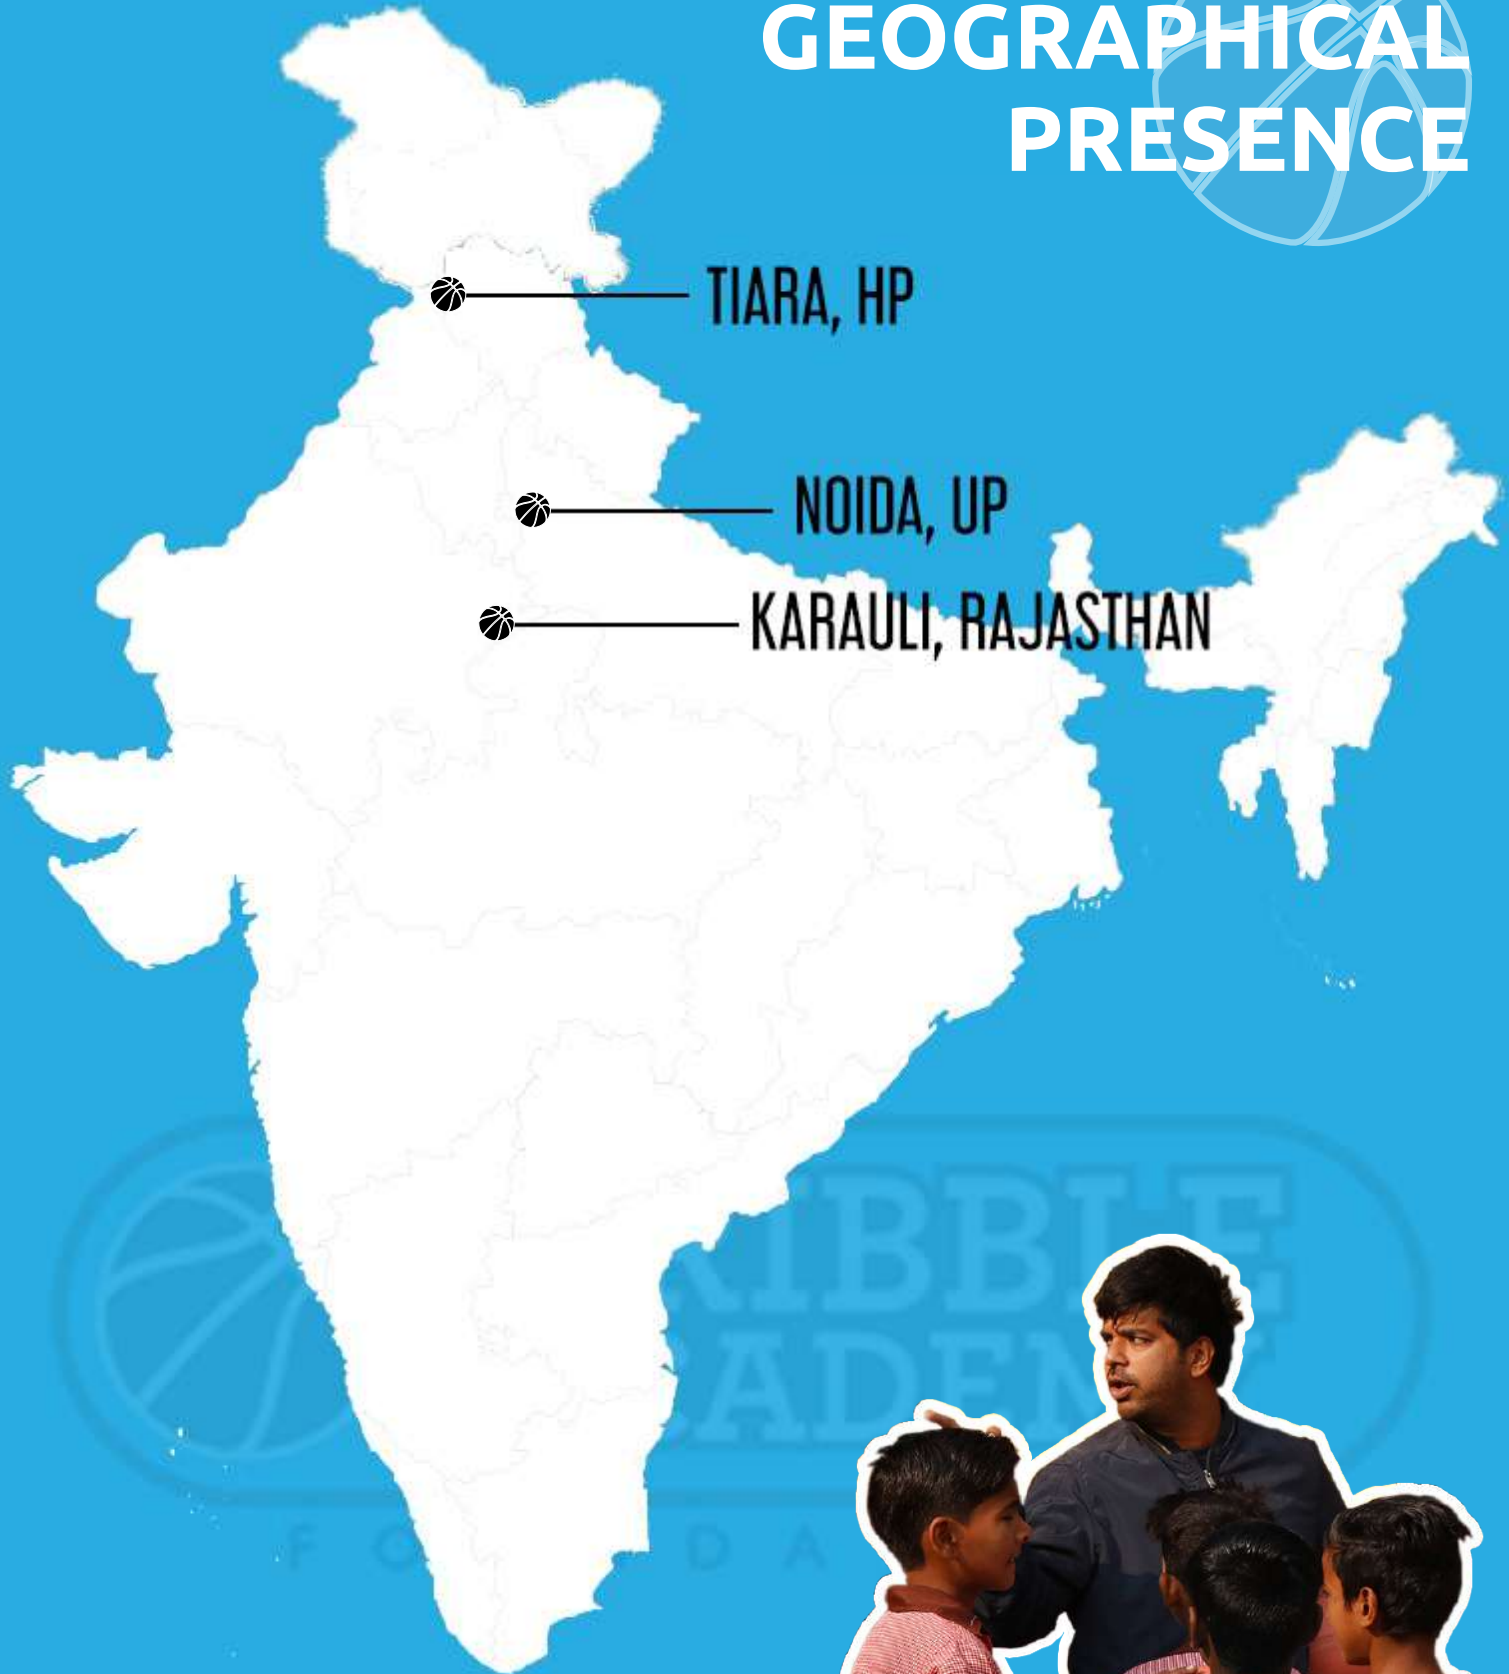 GEOGRAPHICAL
PRESENCE
TIARA, HP
NOIDA, UP
KARAULI, RAJASTHAN